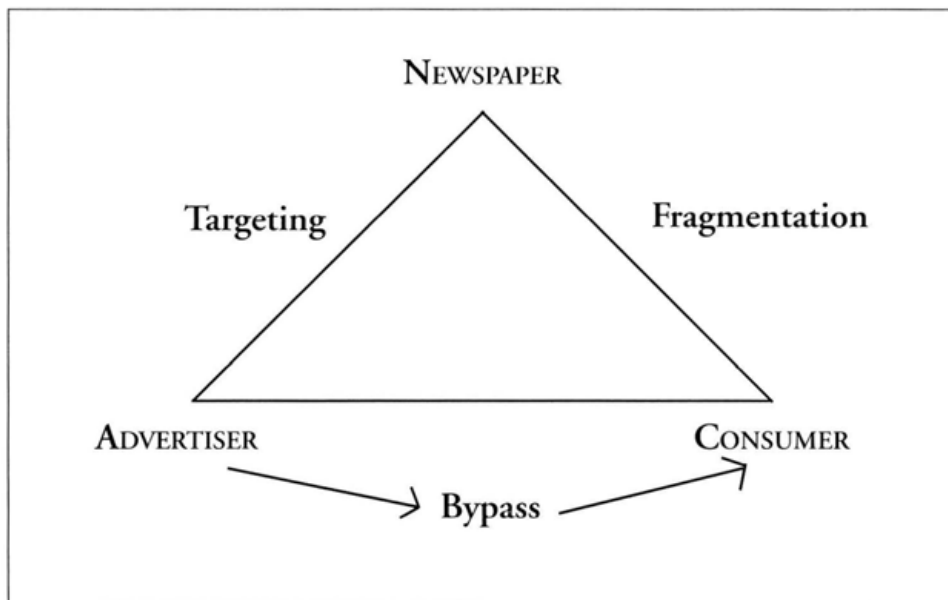 NEWSPAPER
Targeting
Fragmentation
ADVERTISER
CONSUMER
Bypass